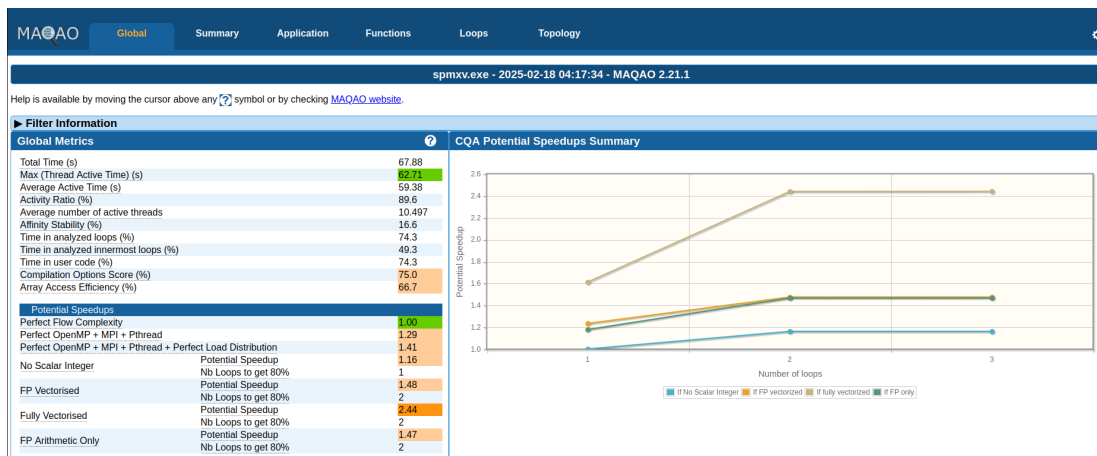 MAQAO Global Summary Application Functions Loops Topology
spmxv.exe - 2025-02-18 04:17:34 - MAQAO 2.21.1
Help is available by moving the cursor above any ? symbol or by checking MAQAO website.
▶ Filter Information
Global Metrics ?
Total Time (s) 67.88
Max (Thread Active Time) (s) 62.71
Average Active Time (s) 59.38
Activity Ratio (%) 89.6
Average number of active threads 10.497
Affinity Stability (%) 16.6
Time in analyzed loops (%) 74.3
Time in analyzed innermost loops (%) 49.3
Time in user code (%) 74.3
Compilation Options Score (%) 75.0
Array Access Efficiency (%) 66.7
Potential Speedups
Perfect Flow Complexity 1.00
Perfect OpenMP + MPI + Pthread 1.29
Perfect OpenMP + MPI + Pthread + Perfect Load Distribution 1.41
No Scalar Integer
Potential Speedup 1.16
Nb Loops to get 80% 1
FP Vectorised
Potential Speedup 1.48
Nb Loops to get 80% 2
Fully Vectorised
Potential Speedup 2.44
Nb Loops to get 80% 2
FP Arithmetic Only
Potential Speedup 1.47
Nb Loops to get 80% 2
CQA Potential Speedups Summary
Potential Speedup
2.6
2.4
2.2
2.0
1.8
1.6
1.4
1.2
1.0
1 2 3
Number of loops
If No Scalar Integer If FP vectorized If fully vectorized If FP only